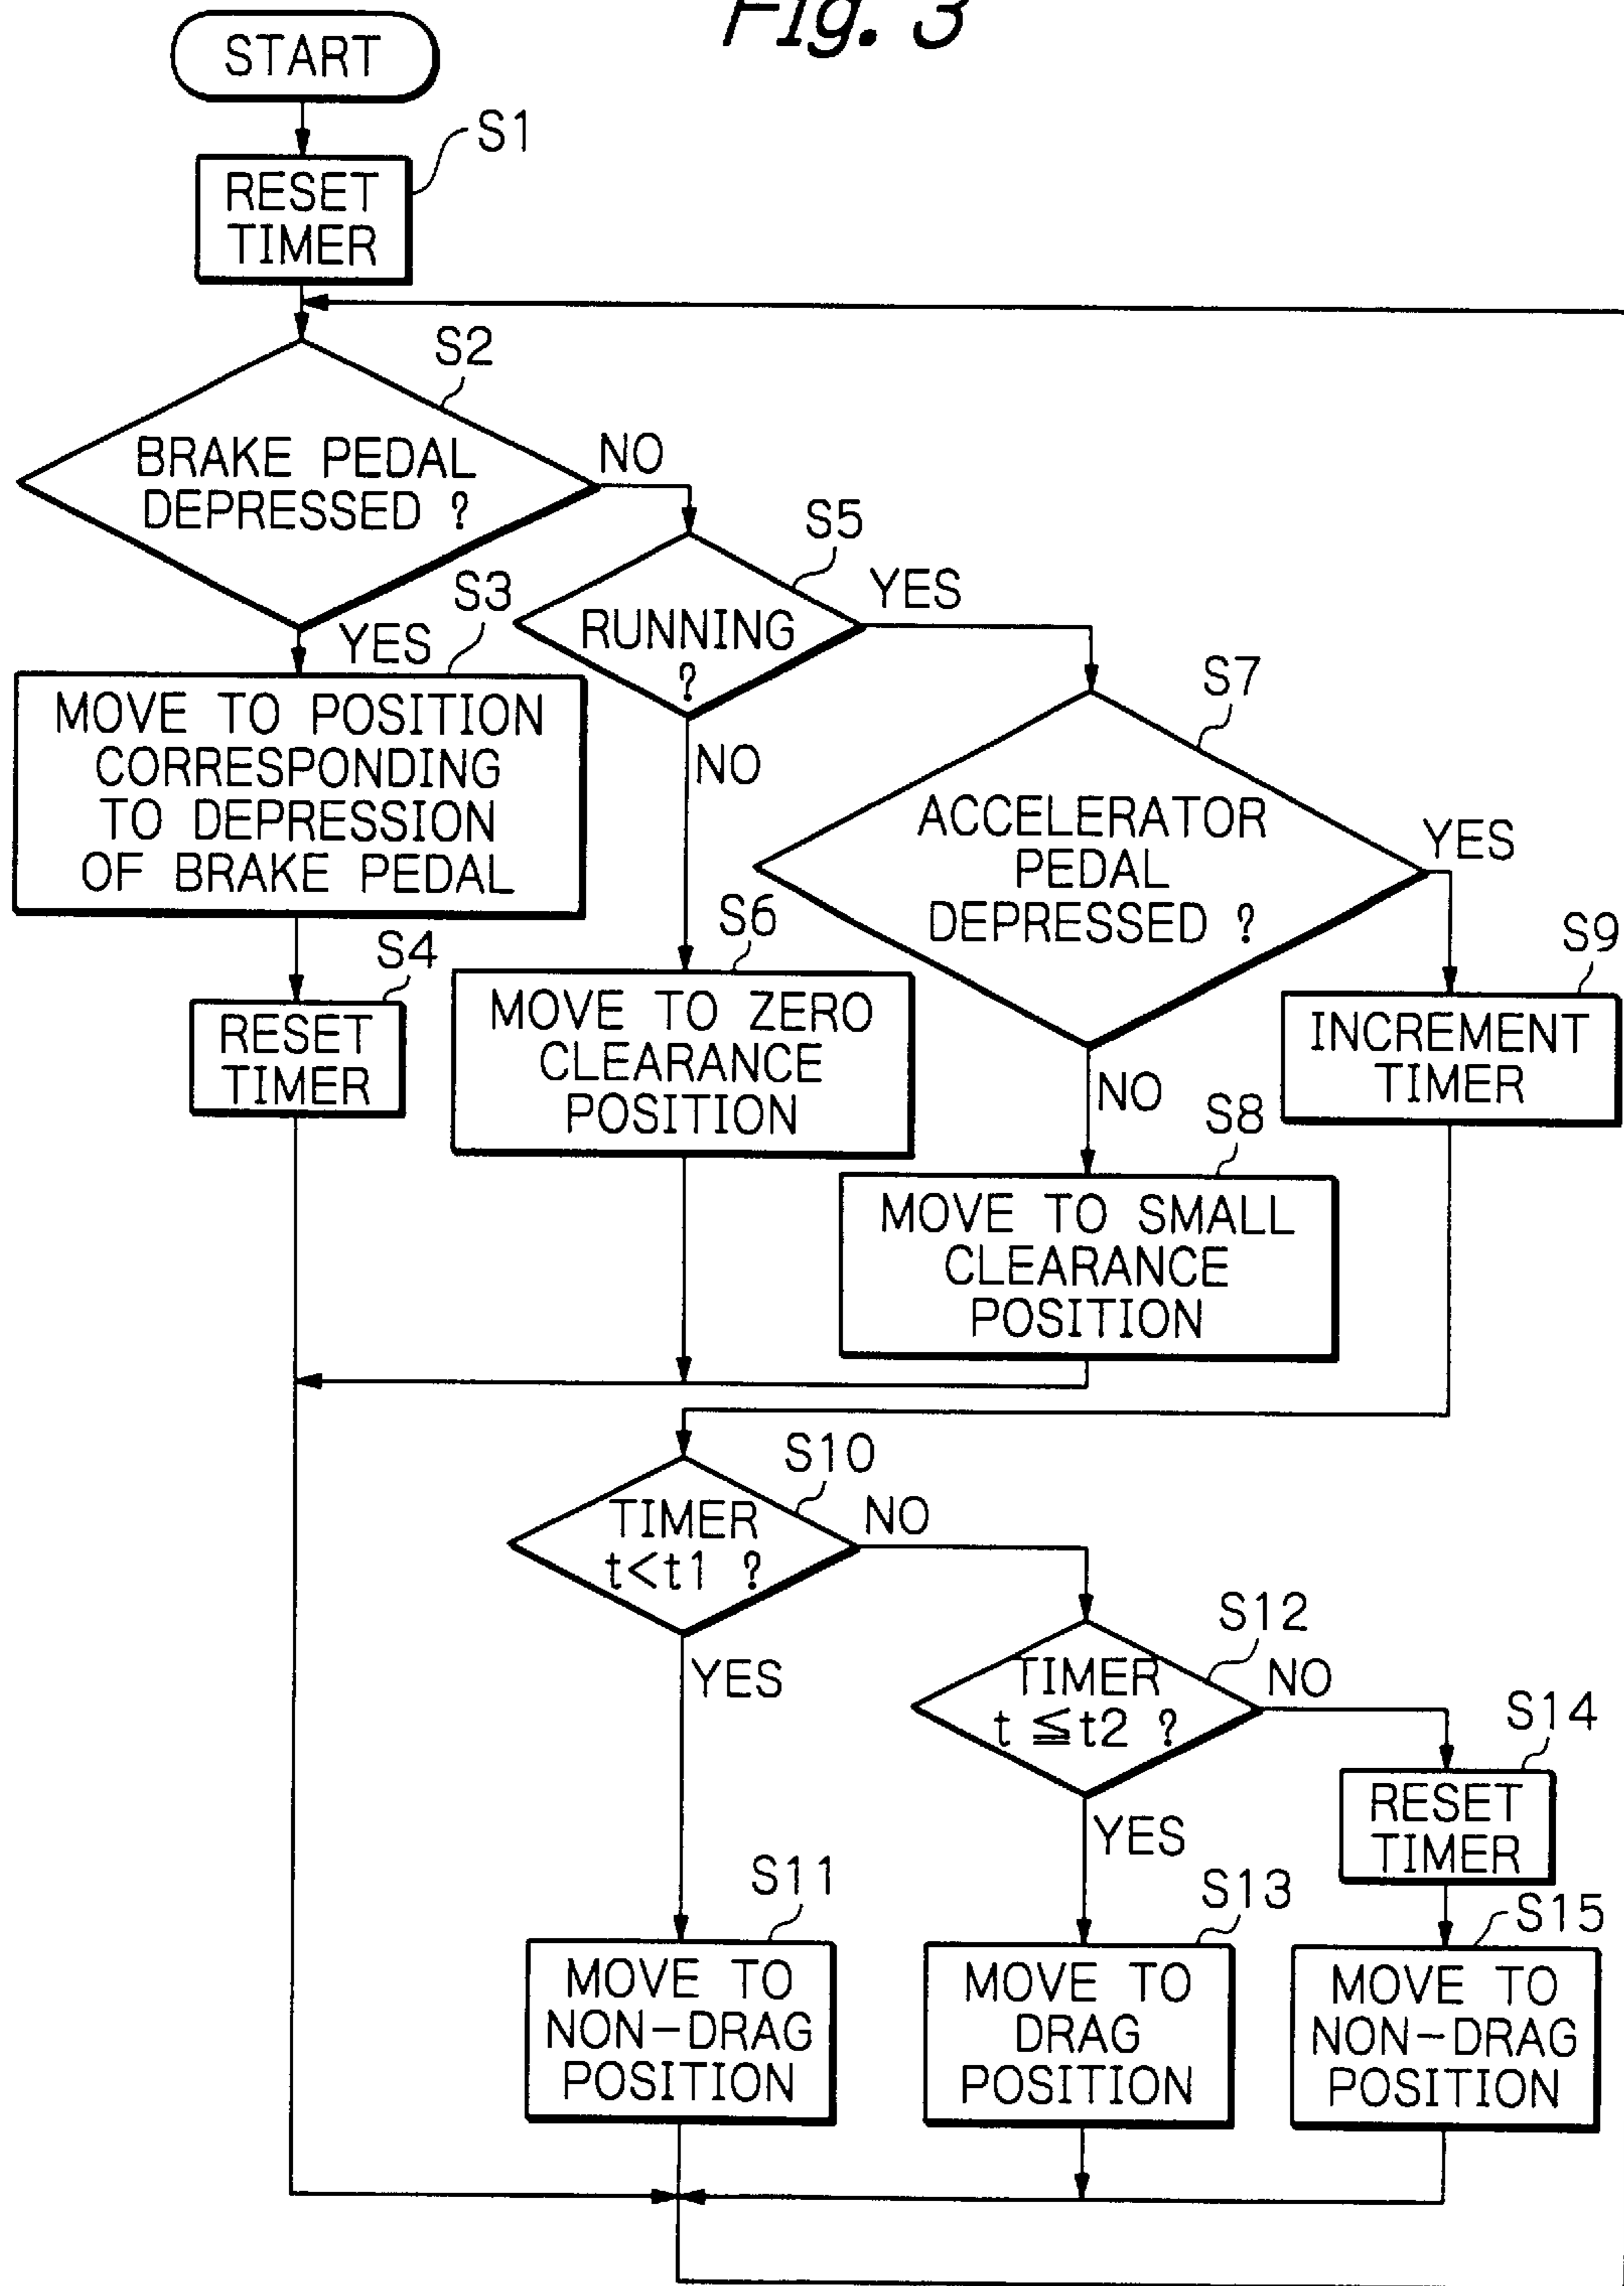 Fig. 3
START
S1
RESET
TIMER
S2
BRAKE PEDAL
DEPRESSED ?
NO
YES
S3
MOVE TO POSITION
CORRESPONDING
TO DEPRESSION
OF BRAKE PEDAL
S4
RESET
TIMER
S5
RUNNING
?
YES
NO
S6
MOVE TO ZERO
CLEARANCE
POSITION
S7
ACCELERATOR
PEDAL
DEPRESSED ?
YES
NO
S8
MOVE TO SMALL
CLEARANCE
POSITION
S9
INCREMENT
TIMER
S10
TIMER
t<t1 ?
NO
YES
S11
MOVE TO
NON-DRAG
POSITION
S12
TIMER
t ≦t2 ?
NO
YES
S13
MOVE TO
DRAG
POSITION
S14
RESET
TIMER
S15
MOVE TO
NON-DRAG
POSITION